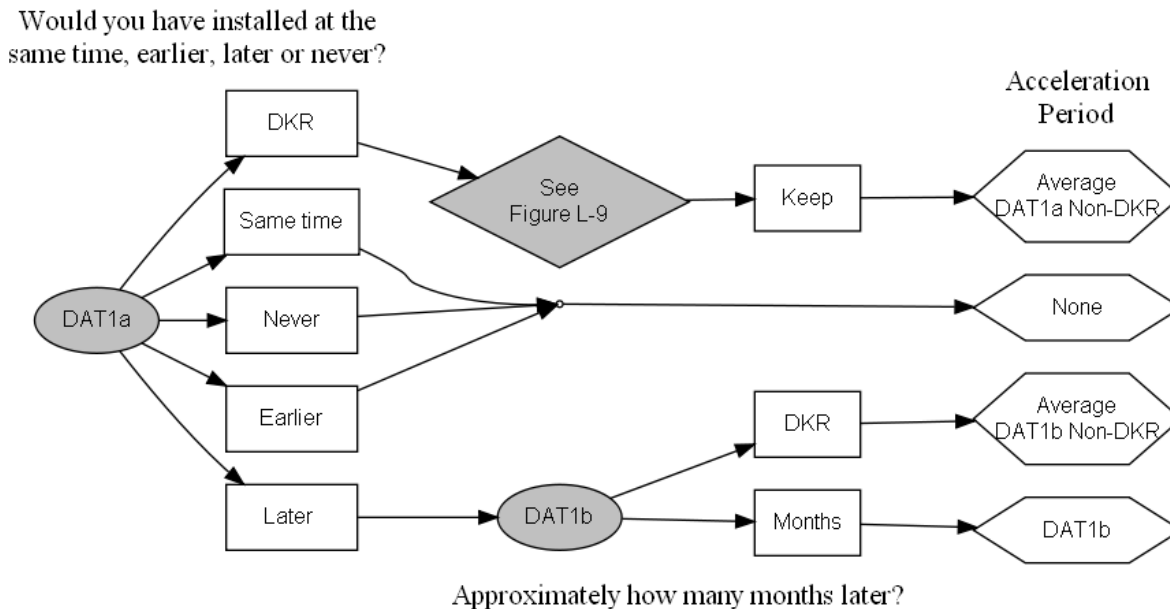 Would you have installed at the
same time, earlier, later or never?
Acceleration
Period
DKR
See
Figure L-9
Keep
Average
DAT1a Non-DKR
Same time
DAT1a
Never
None
Earlier
DKR
Average
DAT1b Non-DKR
Later
DAT1b
Months
DAT1b
Approximately how many months later?